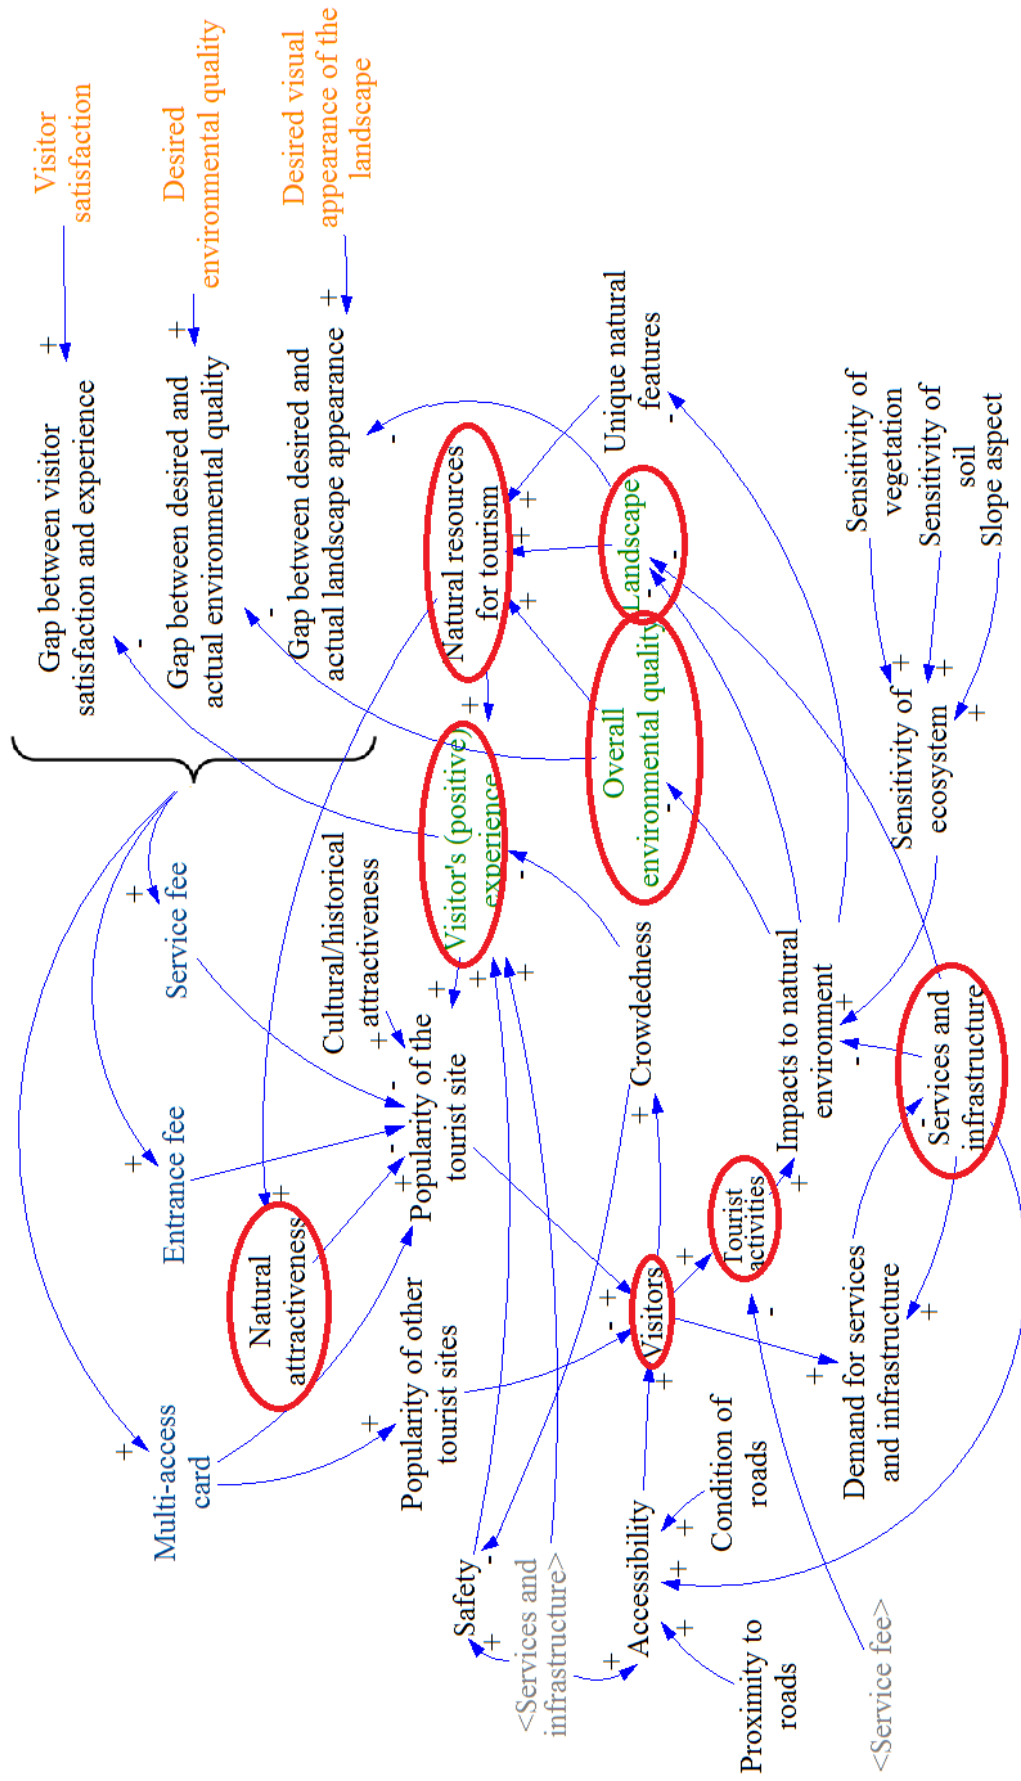 Visitor
satisfaction
Gap between visitor
satisfaction and experience
Multi-access
card
Entrance fee
Service fee
Desired
environmental quality
Gap between desired and
actual environmental quality
Desired visual
appearance of the
landscape
Gap between desired and
actual landscape appearance
Natural
attractiveness
Cultural/historical
attractiveness
Popularity of other
tourist sites
Popularity of the
tourist site
Visitor's (positive)
experience
Natural resources
for tourism
Safety
<Services and
infrastructure>
Unique natural
features
Overall
environmental quality
Landscape
Accessibility
Visitors
Crowdedness
Tourist
activities
Proximity to
roads
Condition of
roads
Impacts to natural
environment
Demand for services
and infrastructure
<Service fee>
Services and
infrastructure
Sensitivity of
ecosystem
Sensitivity of
vegetation
Sensitivity of
soil
Slope aspect